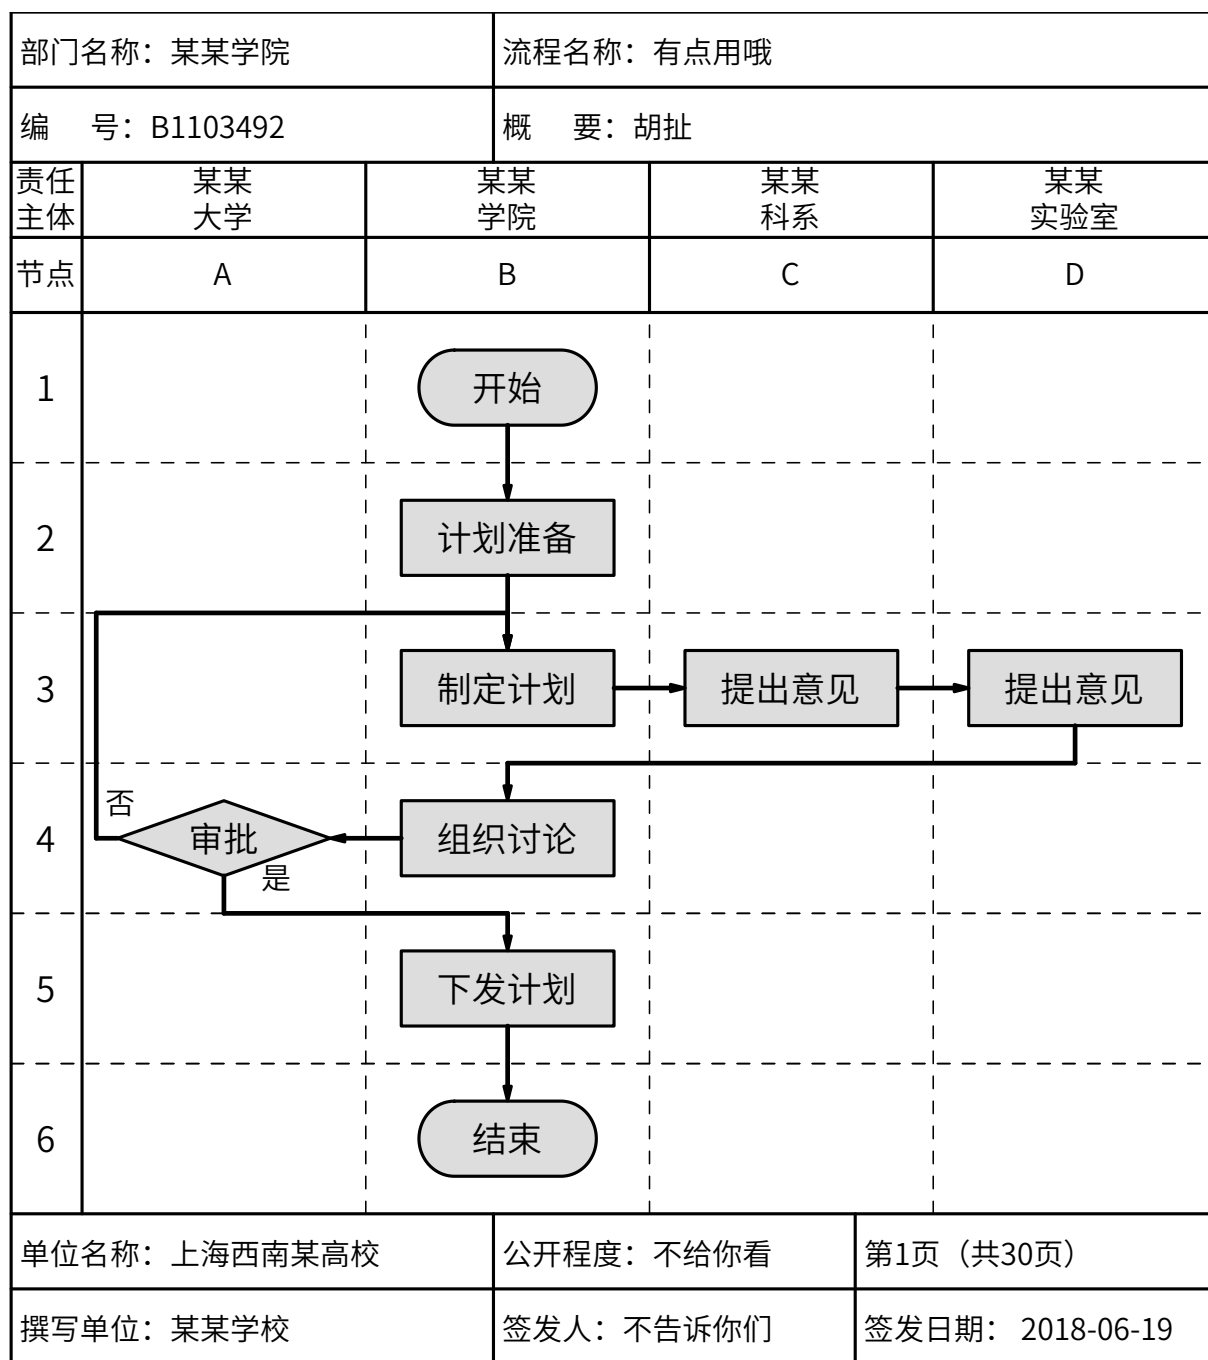 部门名称：某某学院
流程名称：有点用哦
编 号：B1103492
概 要：胡扯
责任
主体
某某
大学
某某
学院
某某
科系
某某
实验室
节点
A
B
C
D
1
开始
2
计划准备
3
制定计划
提出意见
提出意见
否
4
审批
组织讨论
是
5
下发计划
6
结束
单位名称：上海西南某高校
公开程度：不给你看
第1页（共30页）
撰写单位：某某学校
签发人：不告诉你们
签发日期： 2018-06-19